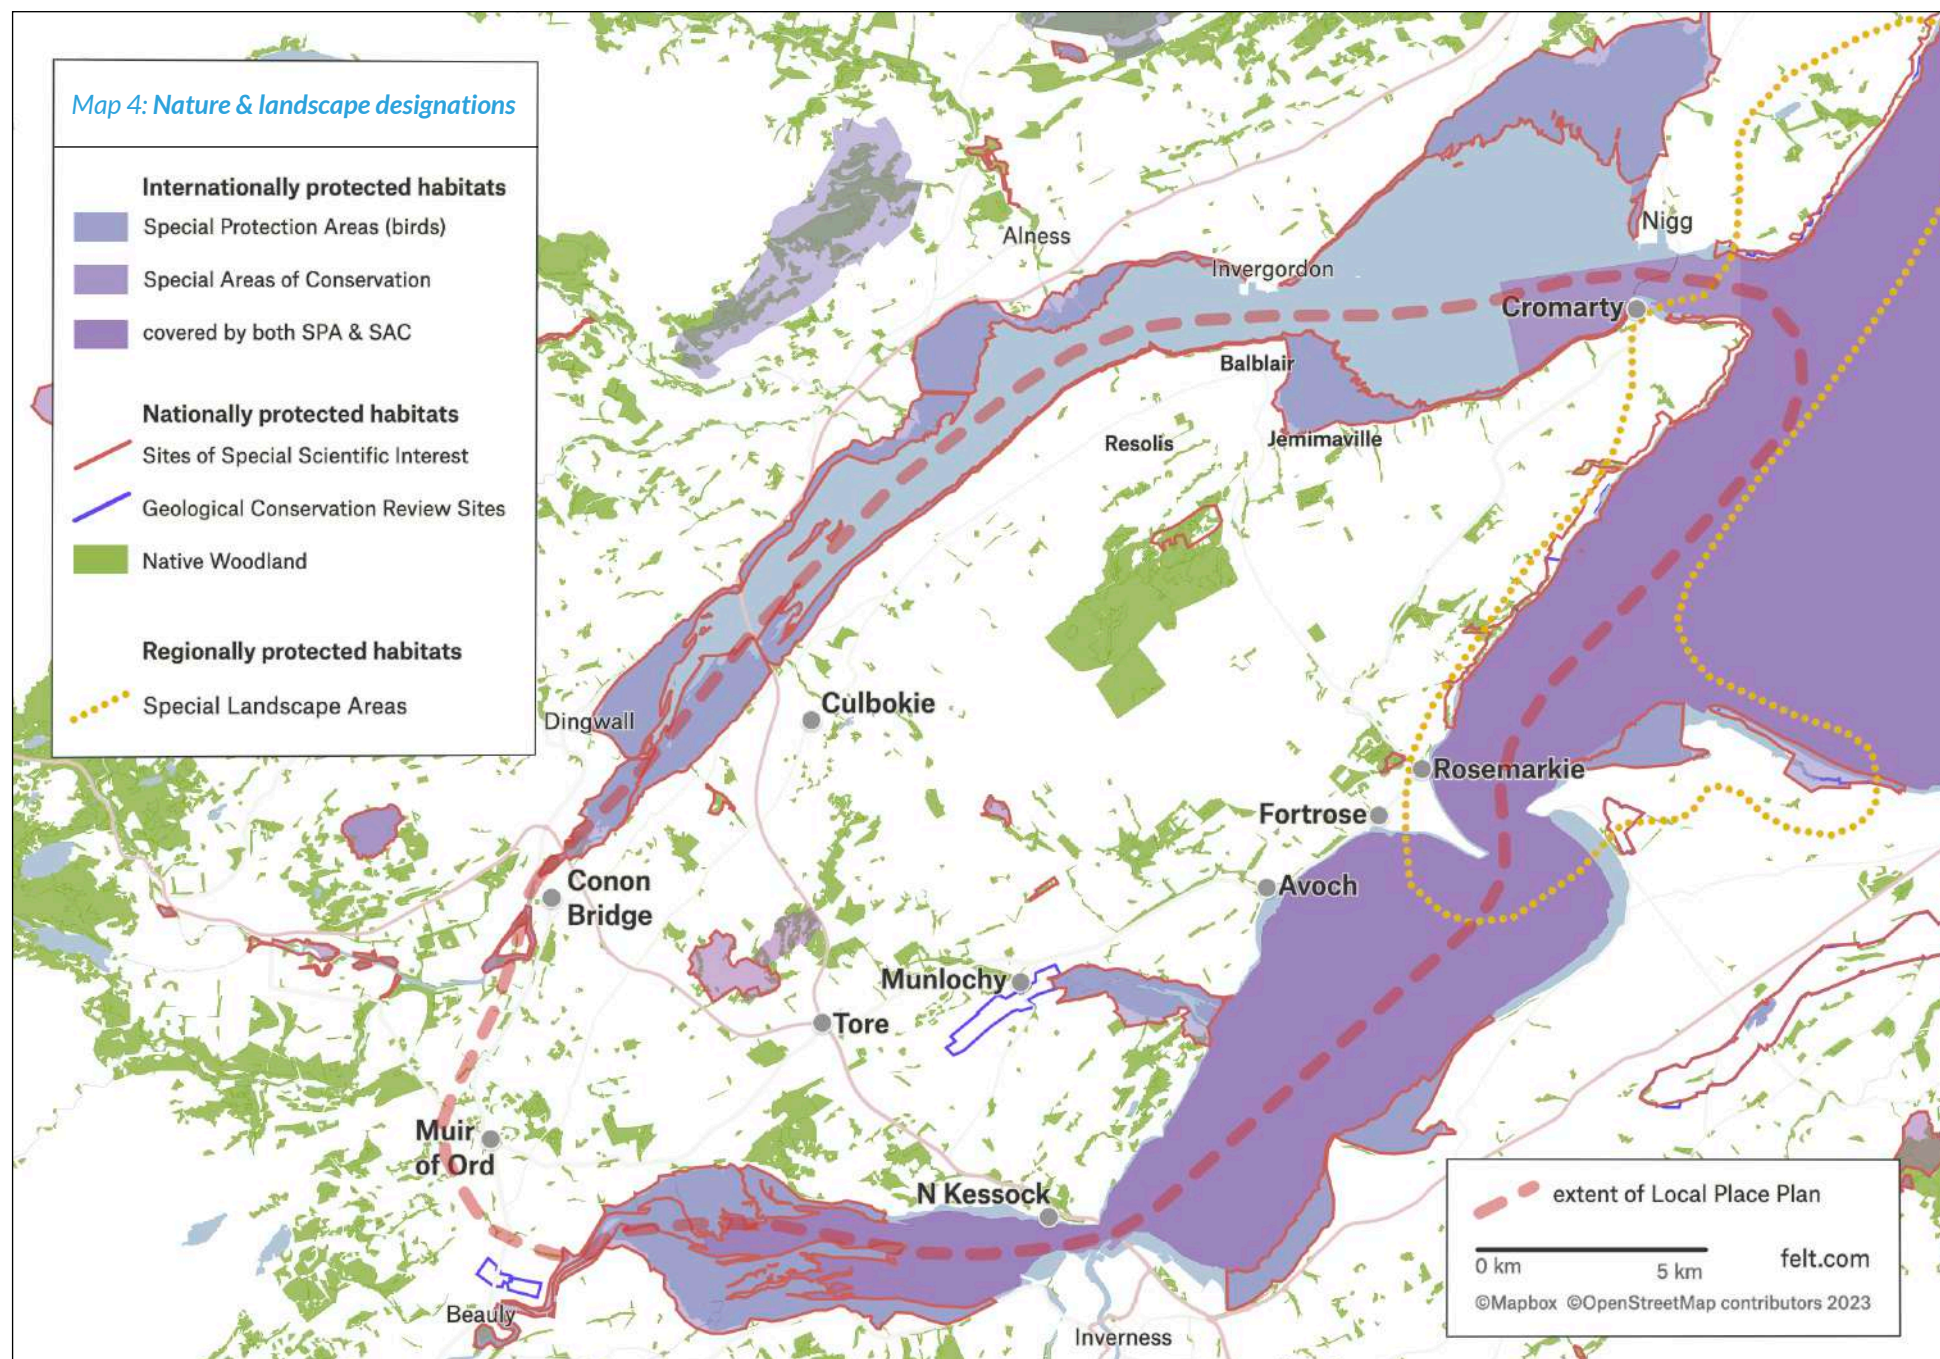 Map 4: Nature & landscape designations
Internationally protected habitats
Special Protection Areas (birds)
Special Areas of Conservation
covered by both SPA & SAC
Nationally protected habitats
Sites of Special Scientific Interest
Geological Conservation Review Sites
Native Woodland
Regionally protected habitats
Special Landscape Areas
Alness
Nigg
Invergordon
Cromarty
Balblair
Resolis
Jemimaville
Culbokie
Dingwall
Rosemarkie
Fortrose
Conon
Bridge
Avoch
Munlochy
Tore
Muir
of Ord
N Kessock
Beauly
Inverness
extent of Local Place Plan
0 km
5 km
felt.com
©Mapbox ©OpenStreetMap contributors 2023